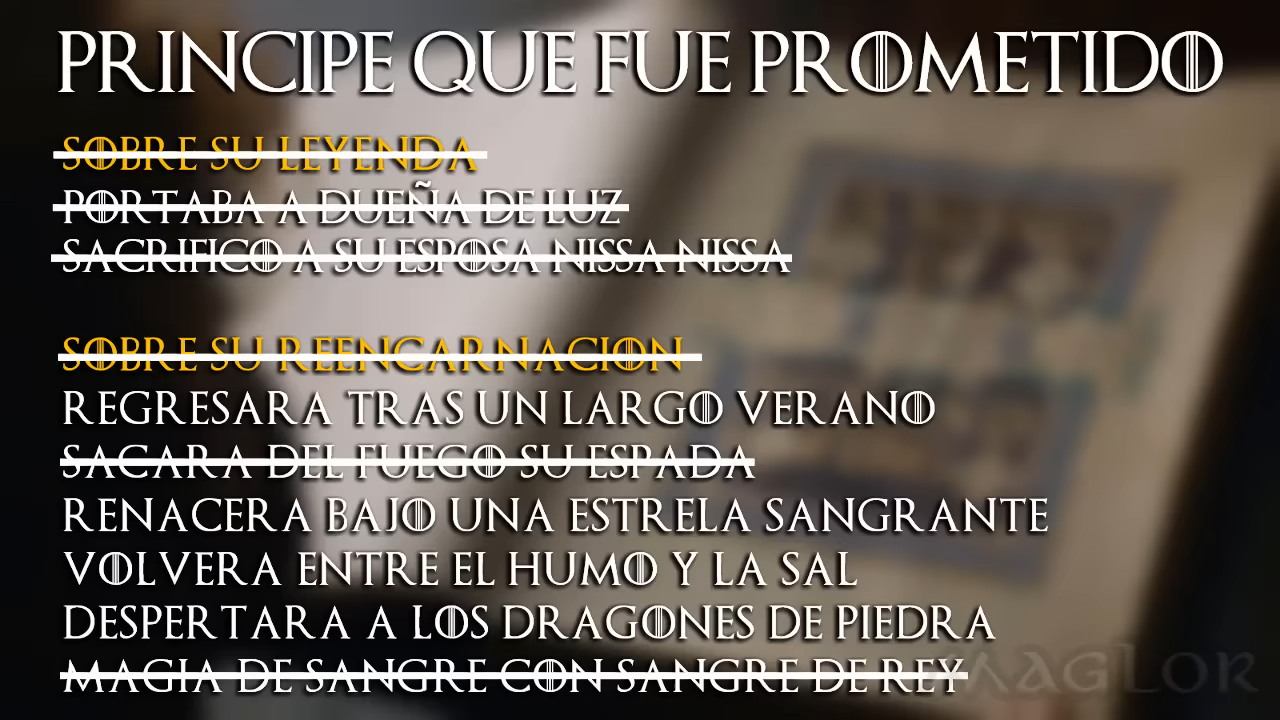 PRINCIPE QUE FUE PROMETIDO
SOBRE SU LEYENDA
PORTABA A DUEÑA DE LUZ
SACRIFICO A SU ESPOSA NISSA NISSA
SOBRE SU REENCARNACION
REGRESARA TRAS UN LARGO VERANO
SACARA DEL FUEGO SU ESPADA
RENACERA BAJO UNA ESTRELA SANGRANTE
VOLVERA ENTRE EL HUMO Y LA SAL
DESPERTARA A LOS DRAGONES DE PIEDRA
MAGIA DE SANGRE CON SANGRE DE REY
MAGLOR